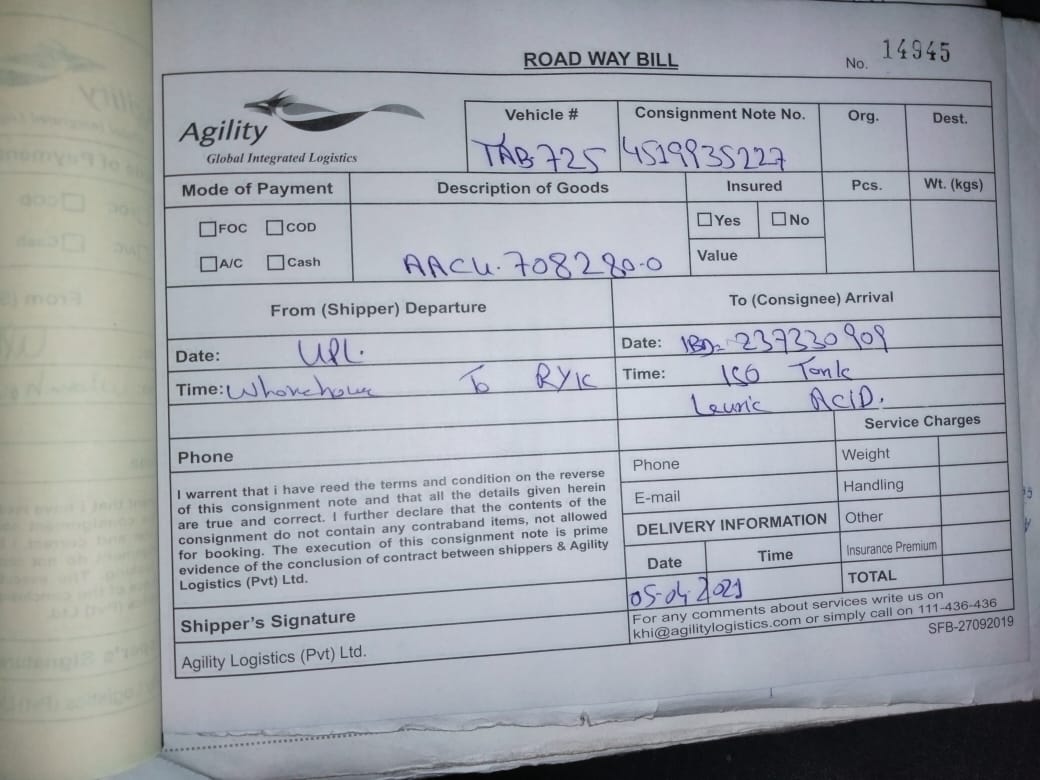 ROAD WAY BILL
No. 14945
Agility
Global Integrated Logistics
Vehicle #
TAB-725
Consignment Note No.
4519935227
Org.
Dest.
Mode of Payment
FOC COD
A/C Cash
Description of Goods
AACU.708280-0
Insured
Yes No
Value
Pcs.
Wt. (kgs)
From (Shipper) Departure
To (Consignee) Arrival
Date: UPL.
Date: 237330909
Time: To RYK
Time: ISO Tank
Lauric ACID.
Phone
I warrent that i have reed the terms and condition on the reverse
of this consignment note and that all the details given herein
are true and correct. I further declare that the contents of the
consignment do not contain any contraband items, not allowed
for booking. The execution of this consignment note is prime
evidence of the conclusion of contract between shippers & Agility
Logistics (Pvt) Ltd.
Shipper's Signature
Agility Logistics (Pvt) Ltd.
Phone
E-mail
DELIVERY INFORMATION
Date Time
05-04-2021
Service Charges
Weight
Handling
Other
Insurance Premium
TOTAL
For any comments about services write us on
khi@agilitylogistics.com or simply call on 111-436-436
SFB-27092019